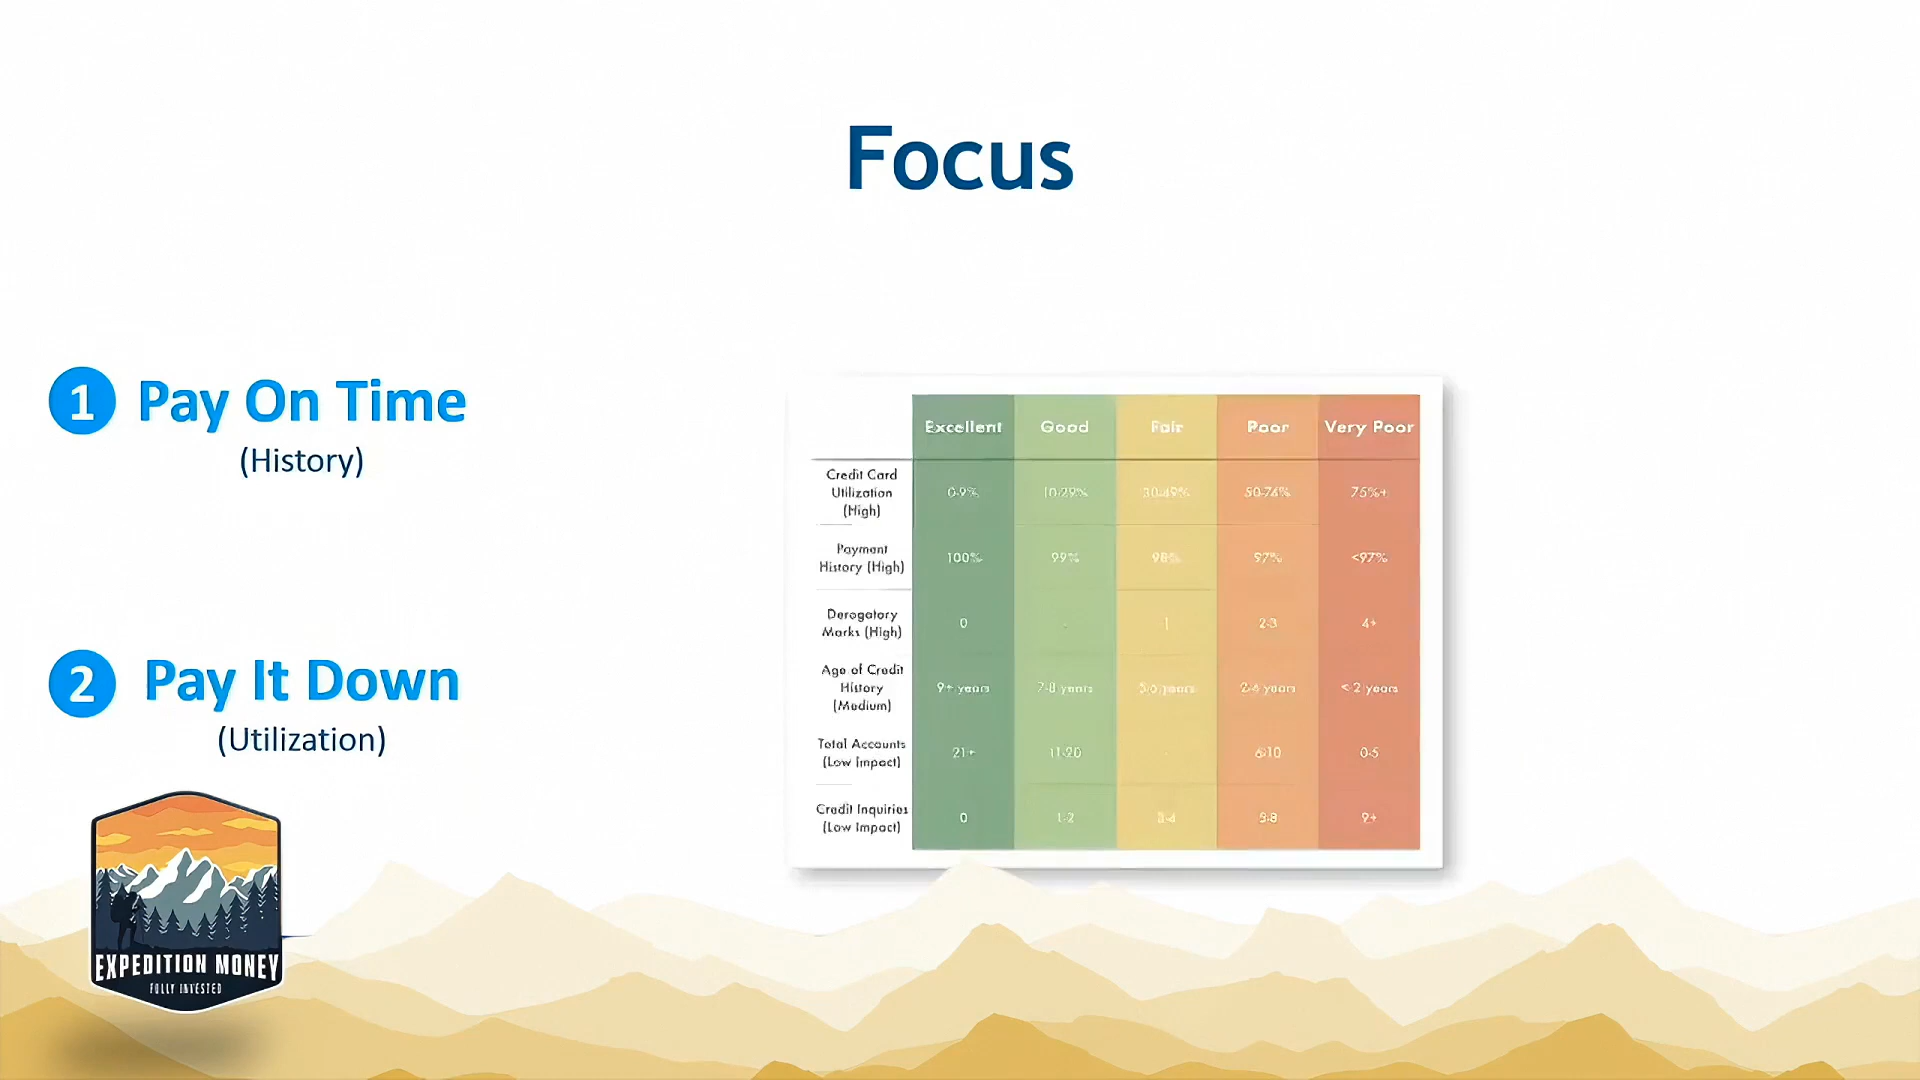 Focus
1 Pay On Time
(History)
2 Pay It Down
(Utilization)
Excellent Good Fair Poor Very Poor
Credit Card
Utilization
(High)
0-9% 10-29% 30-49% 50-74% 75%+
Payment
History (High)
100% 99% 98% 97% <97%
Derogatory
Marks (High)
0 1 2-3 4+
Age of Credit
History
(Medium)
9+ years 7-8 years 5-6 years 2-4 years < 2 years
Total Accounts
(Low Impact)
21+ 11-20 6-10 0-5
Credit Inquiries
(Low Impact)
0 1-2 3-4 5-8 9+
EXPEDITION MONEY
FULLY INVESTED